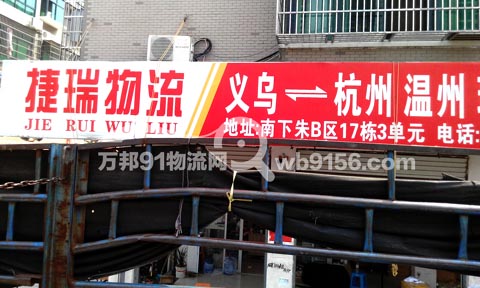 捷瑞物流
JIE RUI WU LIU
义乌⇌杭州 温州
地址:南下朱B区17栋3单元 电话:
万邦91物流网 wb9156.com